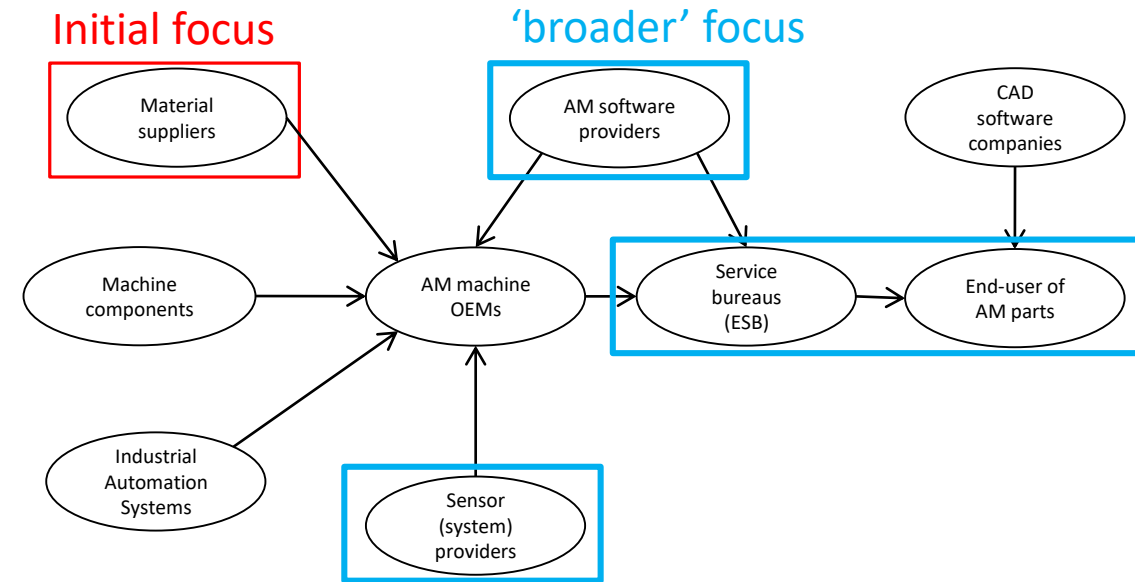 Initial focus
‘broader’ focus
Material
suppliers
AM software
providers
CAD
software
companies
Machine
components
AM machine
OEMs
Service
bureaus
(ESB)
End-user of
AM parts
Industrial
Automation
Systems
Sensor
(system)
providers